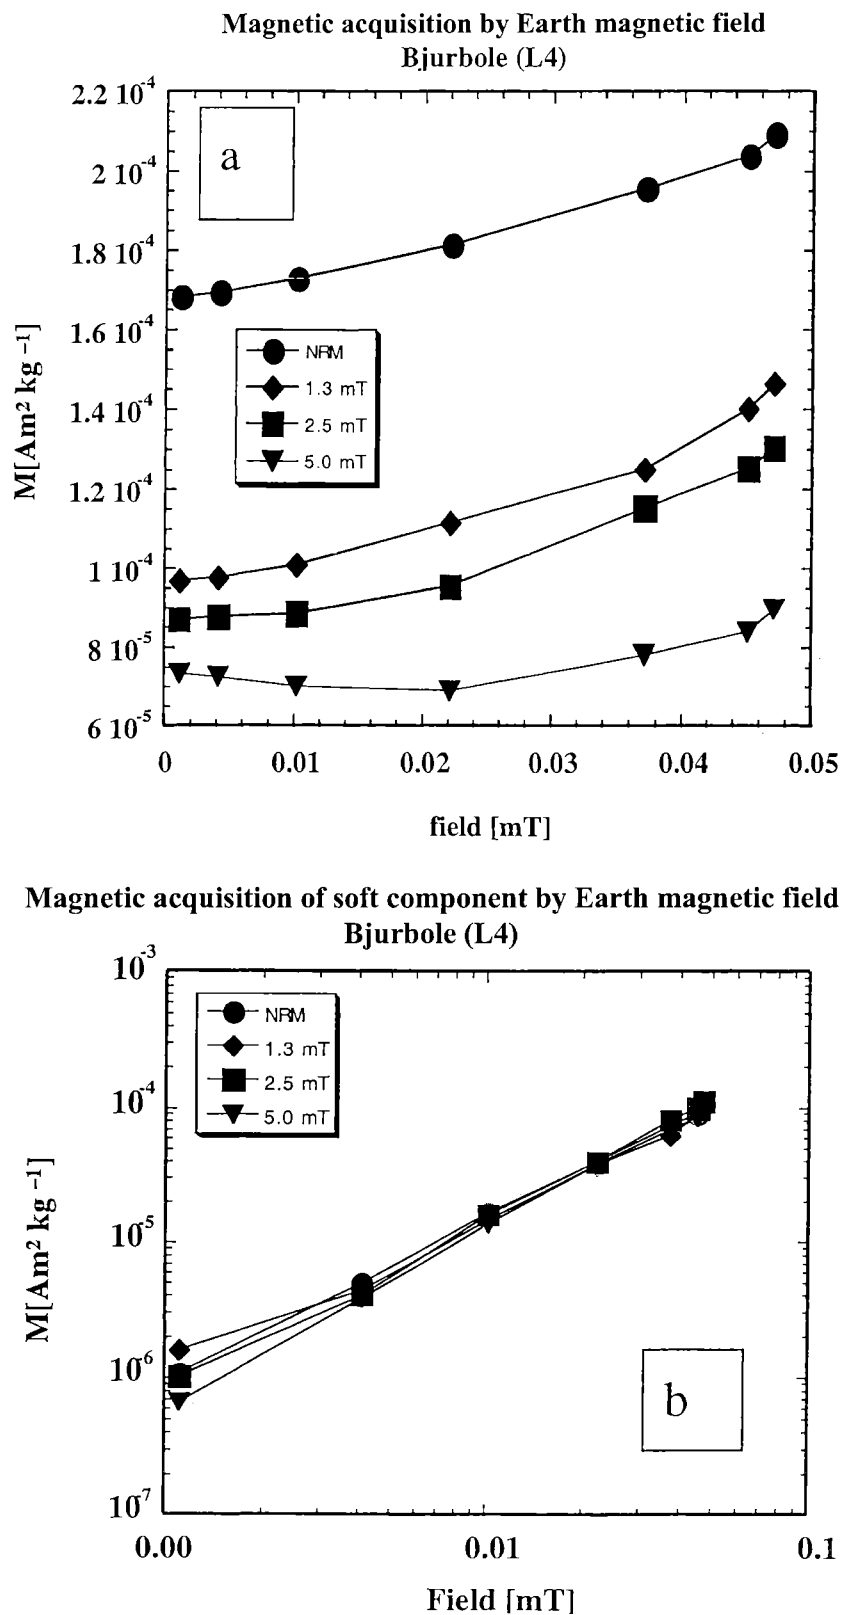 Magnetic acquisition by Earth magnetic field
Bjurbole (L4)
2.2 10⁻⁴
a
2 10⁻⁴
1.8 10⁻⁴
1.6 10⁻⁴
1.4 10⁻⁴
1.2 10⁻⁴
1 10⁻⁴
8 10⁻⁵
6 10⁻⁵
M[Am² kg ⁻¹]
NRM
1.3 mT
2.5 mT
5.0 mT
0 0.01 0.02 0.03 0.04 0.05
field [mT]
Magnetic acquisition of soft component by Earth magnetic field
Bjurbole (L4)
10⁻³
10⁻⁴
10⁻⁵
10⁻⁶
10⁻⁷
M[Am² kg ⁻¹]
NRM
1.3 mT
2.5 mT
5.0 mT
b
0.00 0.01 0.1
Field [mT]